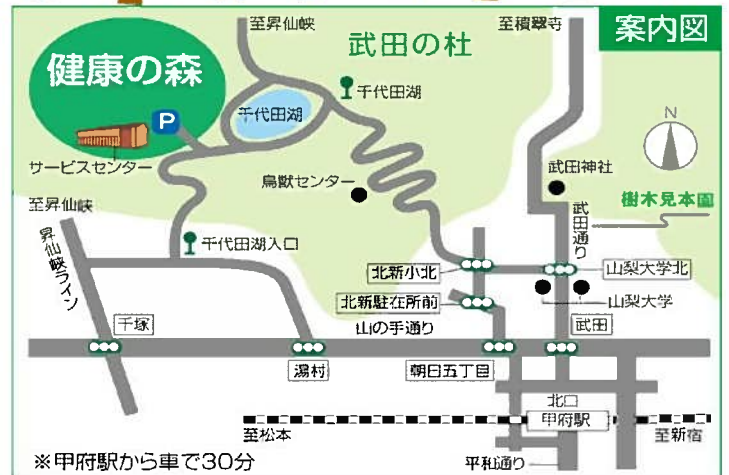 至昇仙峡
至積翠寺
案内図
武田の杜
健康の森
千代田湖
P
千代田湖
N
サービスセンター
鳥獣センター
武田神社
至昇仙峡
樹木見本園
武田通り
昇仙峡ライン
千代田湖入口
北新小北
山梨大学北
北新駐在所前
山梨大学
山の手通り
千塚
武田
湯村
朝日五丁目
北口
甲府駅
至松本
至新宿
平和通り
※甲府駅から車で30分